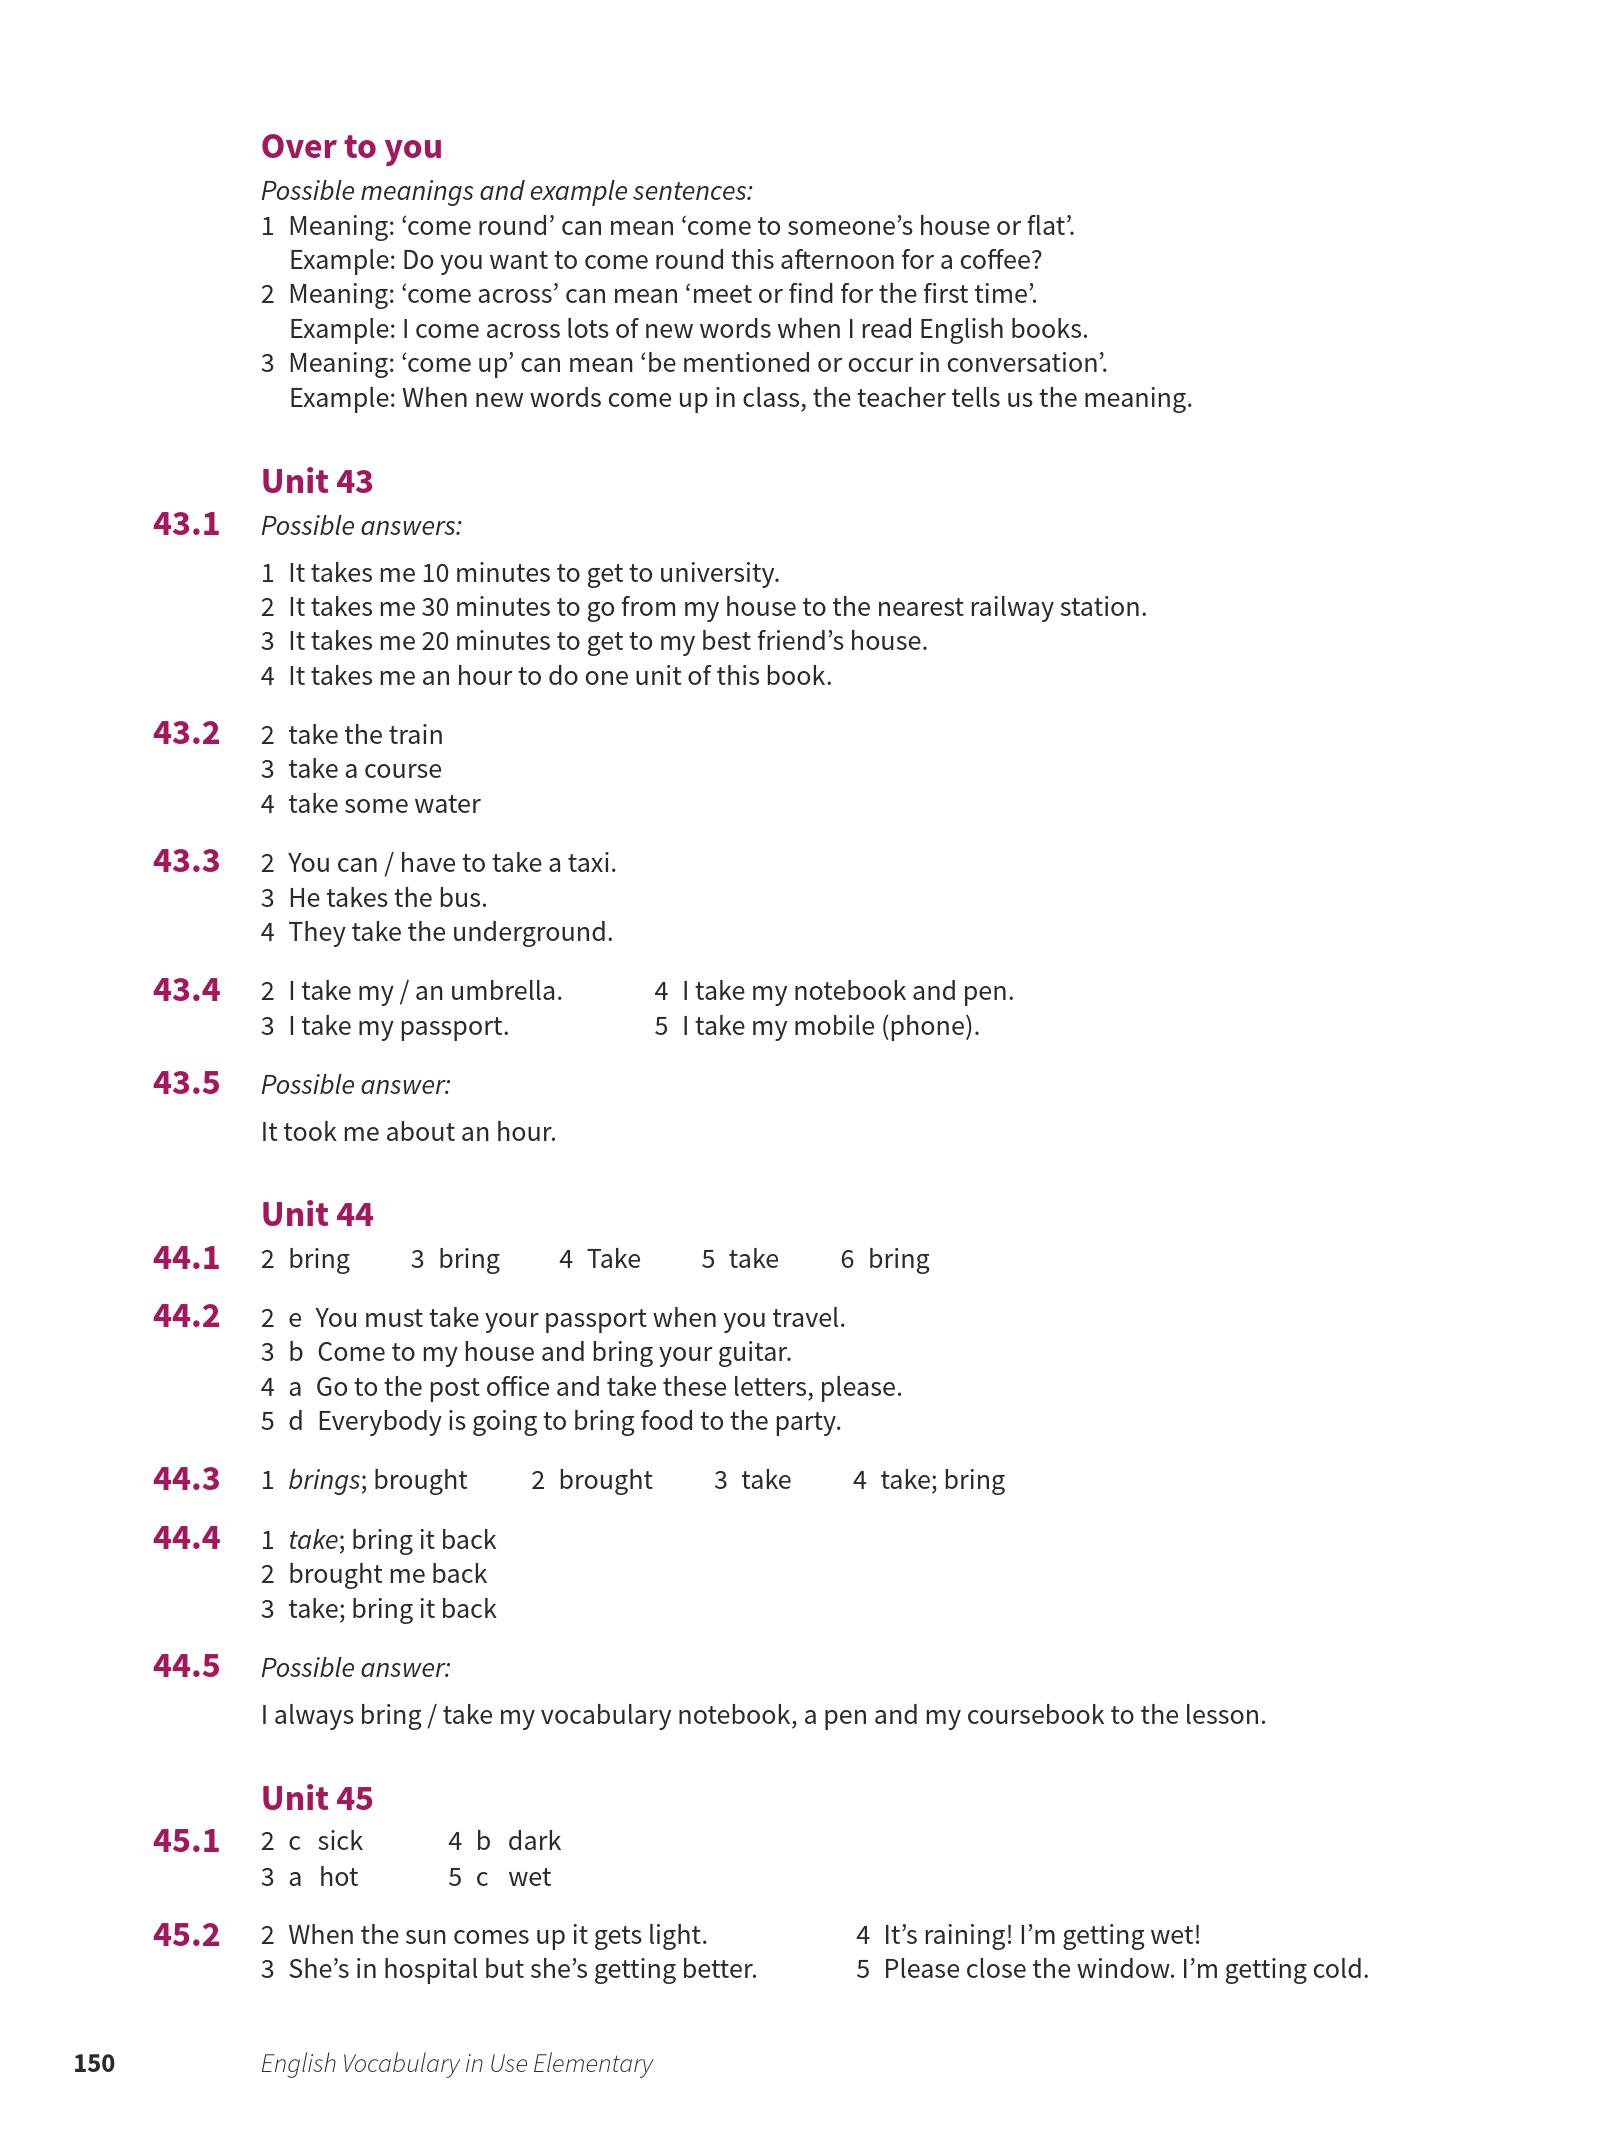 Over to you
Possible meanings and example sentences:
1 Meaning: ‘come round’ can mean ‘come to someone’s house or flat’.
Example: Do you want to come round this afternoon for a coffee?
2 Meaning: ‘come across’ can mean ‘meet or find for the first time’.
Example: I come across lots of new words when I read English books.
3 Meaning: ‘come up’ can mean ‘be mentioned or occur in conversation’.
Example: When new words come up in class, the teacher tells us the meaning.
Unit 43
43.1 Possible answers:
1 It takes me 10 minutes to get to university.
2 It takes me 30 minutes to go from my house to the nearest railway station.
3 It takes me 20 minutes to get to my best friend’s house.
4 It takes me an hour to do one unit of this book.
43.2 2 take the train
3 take a course
4 take some water
43.3 2 You can / have to take a taxi.
3 He takes the bus.
4 They take the underground.
43.4 2 I take my / an umbrella. 4 I take my notebook and pen.
3 I take my passport. 5 I take my mobile (phone).
43.5 Possible answer:
It took me about an hour.
Unit 44
44.1 2 bring 3 bring 4 Take 5 take 6 bring
44.2 2 e You must take your passport when you travel.
3 b Come to my house and bring your guitar.
4 a Go to the post office and take these letters, please.
5 d Everybody is going to bring food to the party.
44.3 1 brings; brought 2 brought 3 take 4 take; bring
44.4 1 take; bring it back
2 brought me back
3 take; bring it back
44.5 Possible answer:
I always bring / take my vocabulary notebook, a pen and my coursebook to the lesson.
Unit 45
45.1 2 c sick 4 b dark
3 a hot 5 c wet
45.2 2 When the sun comes up it gets light. 4 It’s raining! I’m getting wet!
3 She’s in hospital but she’s getting better. 5 Please close the window. I’m getting cold.
150 English Vocabulary in Use Elementary